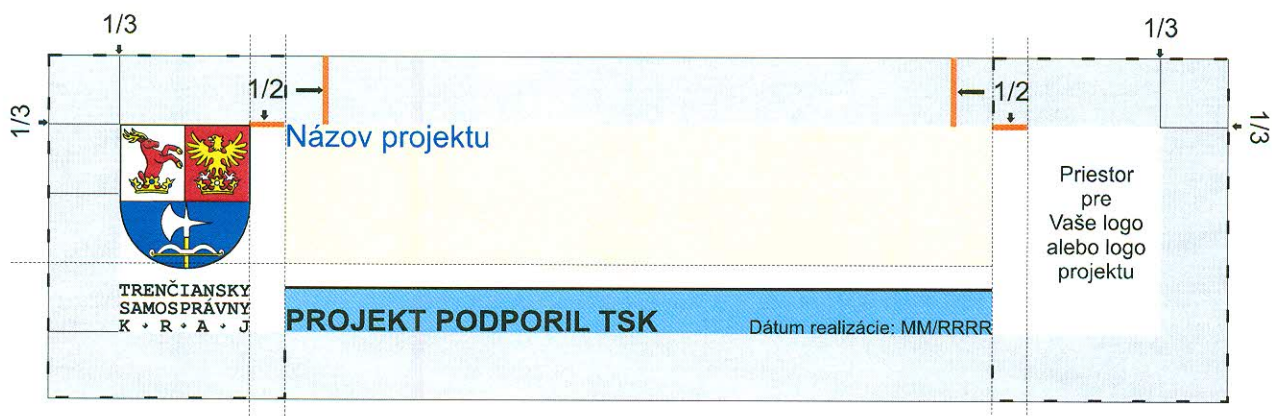 1/3
1/3
1/3
1/2
1/2
1/3
Názov projektu
Priestor
pre
Vaše logo
alebo logo
projektu
TRENČIANSKY
SAMOSPRÁVNY
K · R · A · J
PROJEKT PODPORIL TSK
Dátum realizácie: MM/RRRR